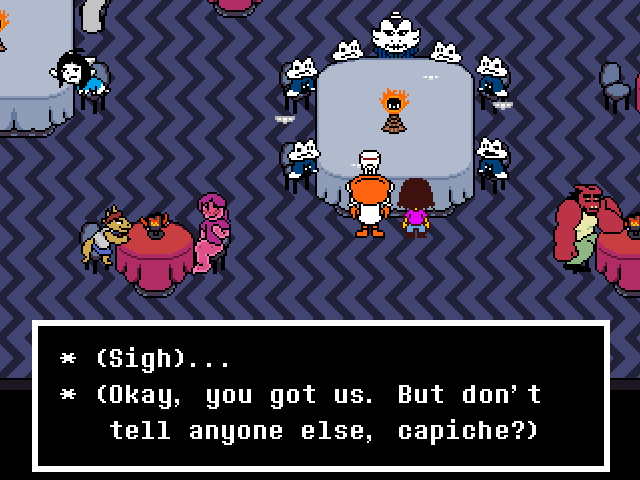 * (Sigh)...
* (Okay, you got us. But don't
tell anyone else, capiche?)